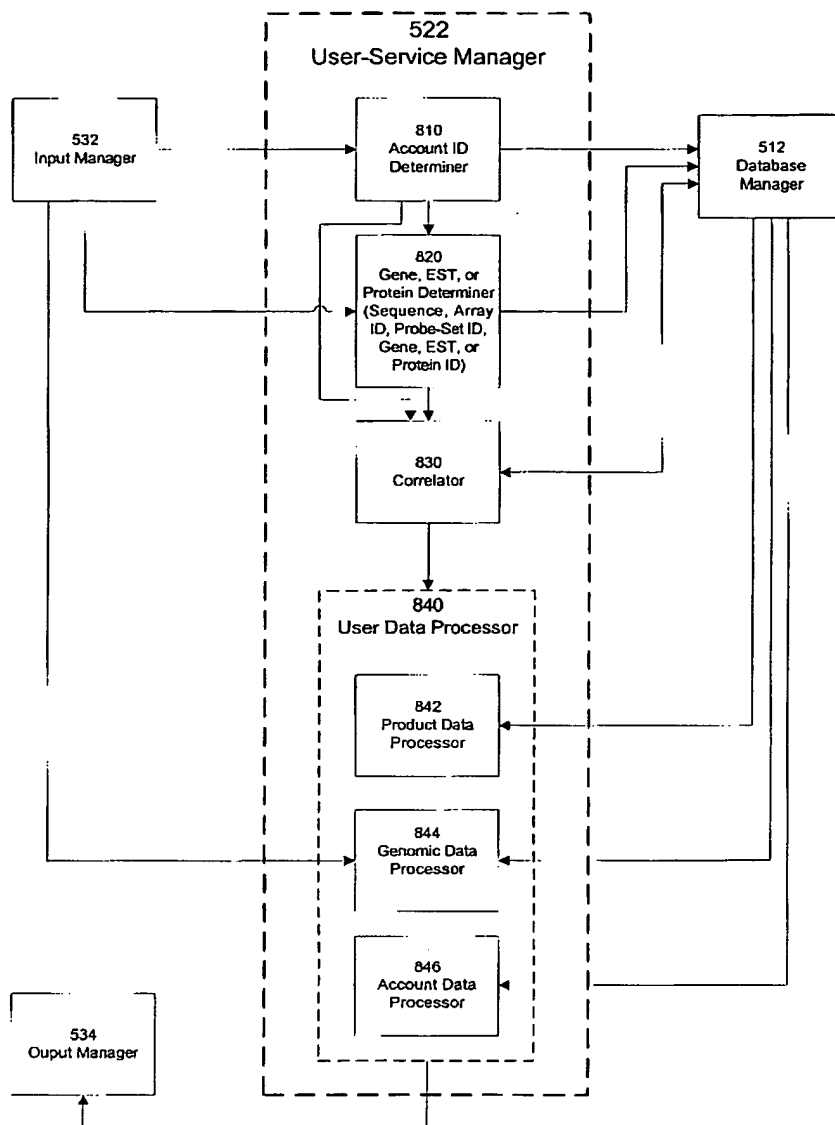 522
User-Service Manager
532
Input Manager
810
Account ID
Determiner
512
Database
Manager
820
Gene, EST, or
Protein Determiner
(Sequence, Array
ID, Probe-Set ID,
Gene, EST, or
Protein ID)
830
Correlator
840
User Data Processor
842
Product Data
Processor
844
Genomic Data
Processor
846
Account Data
Processor
534
Ouput Manager